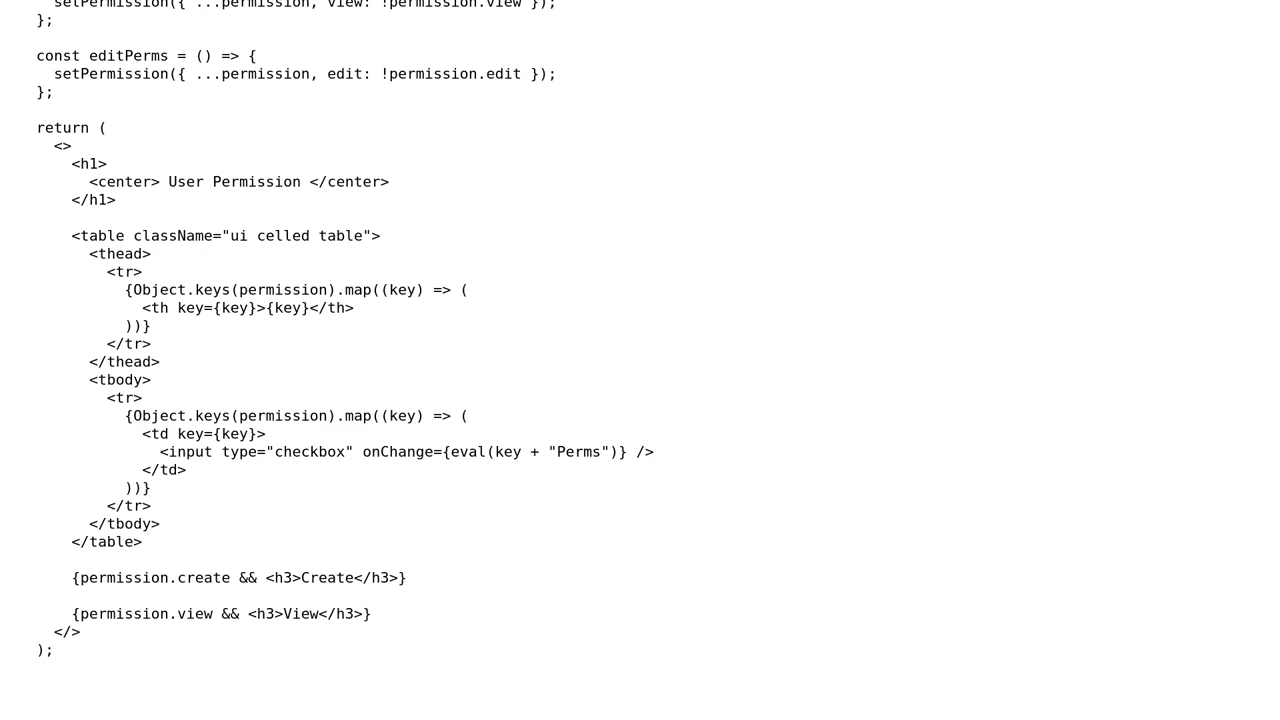 setPermission({ ...permission, view: !permission.view });
};
const editPerms = () => {
setPermission({ ...permission, edit: !permission.edit });
};
return (
<>
<h1>
<center> User Permission </center>
</h1>
<table className="ui celled table">
<thead>
<tr>
{Object.keys(permission).map((key) => (
<th key={key}>{key}</th>
))}
</tr>
</thead>
<tbody>
<tr>
{Object.keys(permission).map((key) => (
<td key={key}>
<input type="checkbox" onChange={eval(key + "Perms")} />
</td>
))}
</tr>
</tbody>
</table>
{permission.create && <h3>Create</h3>}
{permission.view && <h3>View</h3>}
</>
);